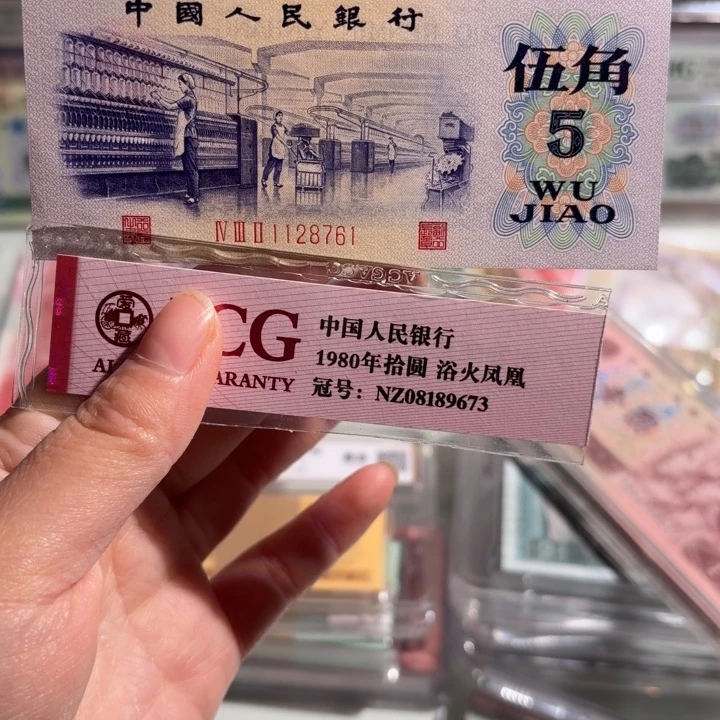 中國人民銀行
伍角
5
WU
JIAO
IV III II 1128761
ACG
中国人民银行
1980年拾圆 浴火凤凰
冠号：NZ08189673
ARANTY